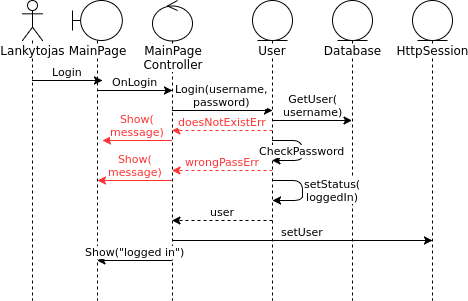 Lankytojas
MainPage
MainPage
Controller
User
Database
HttpSession
Login
OnLogin
Login(username,
password)
GetUser(
username)
doesNotExistErr
Show(
message)
CheckPassword
wrongPassErr
Show(
message)
setStatus(
loggedIn)
user
setUser
Show("logged in")